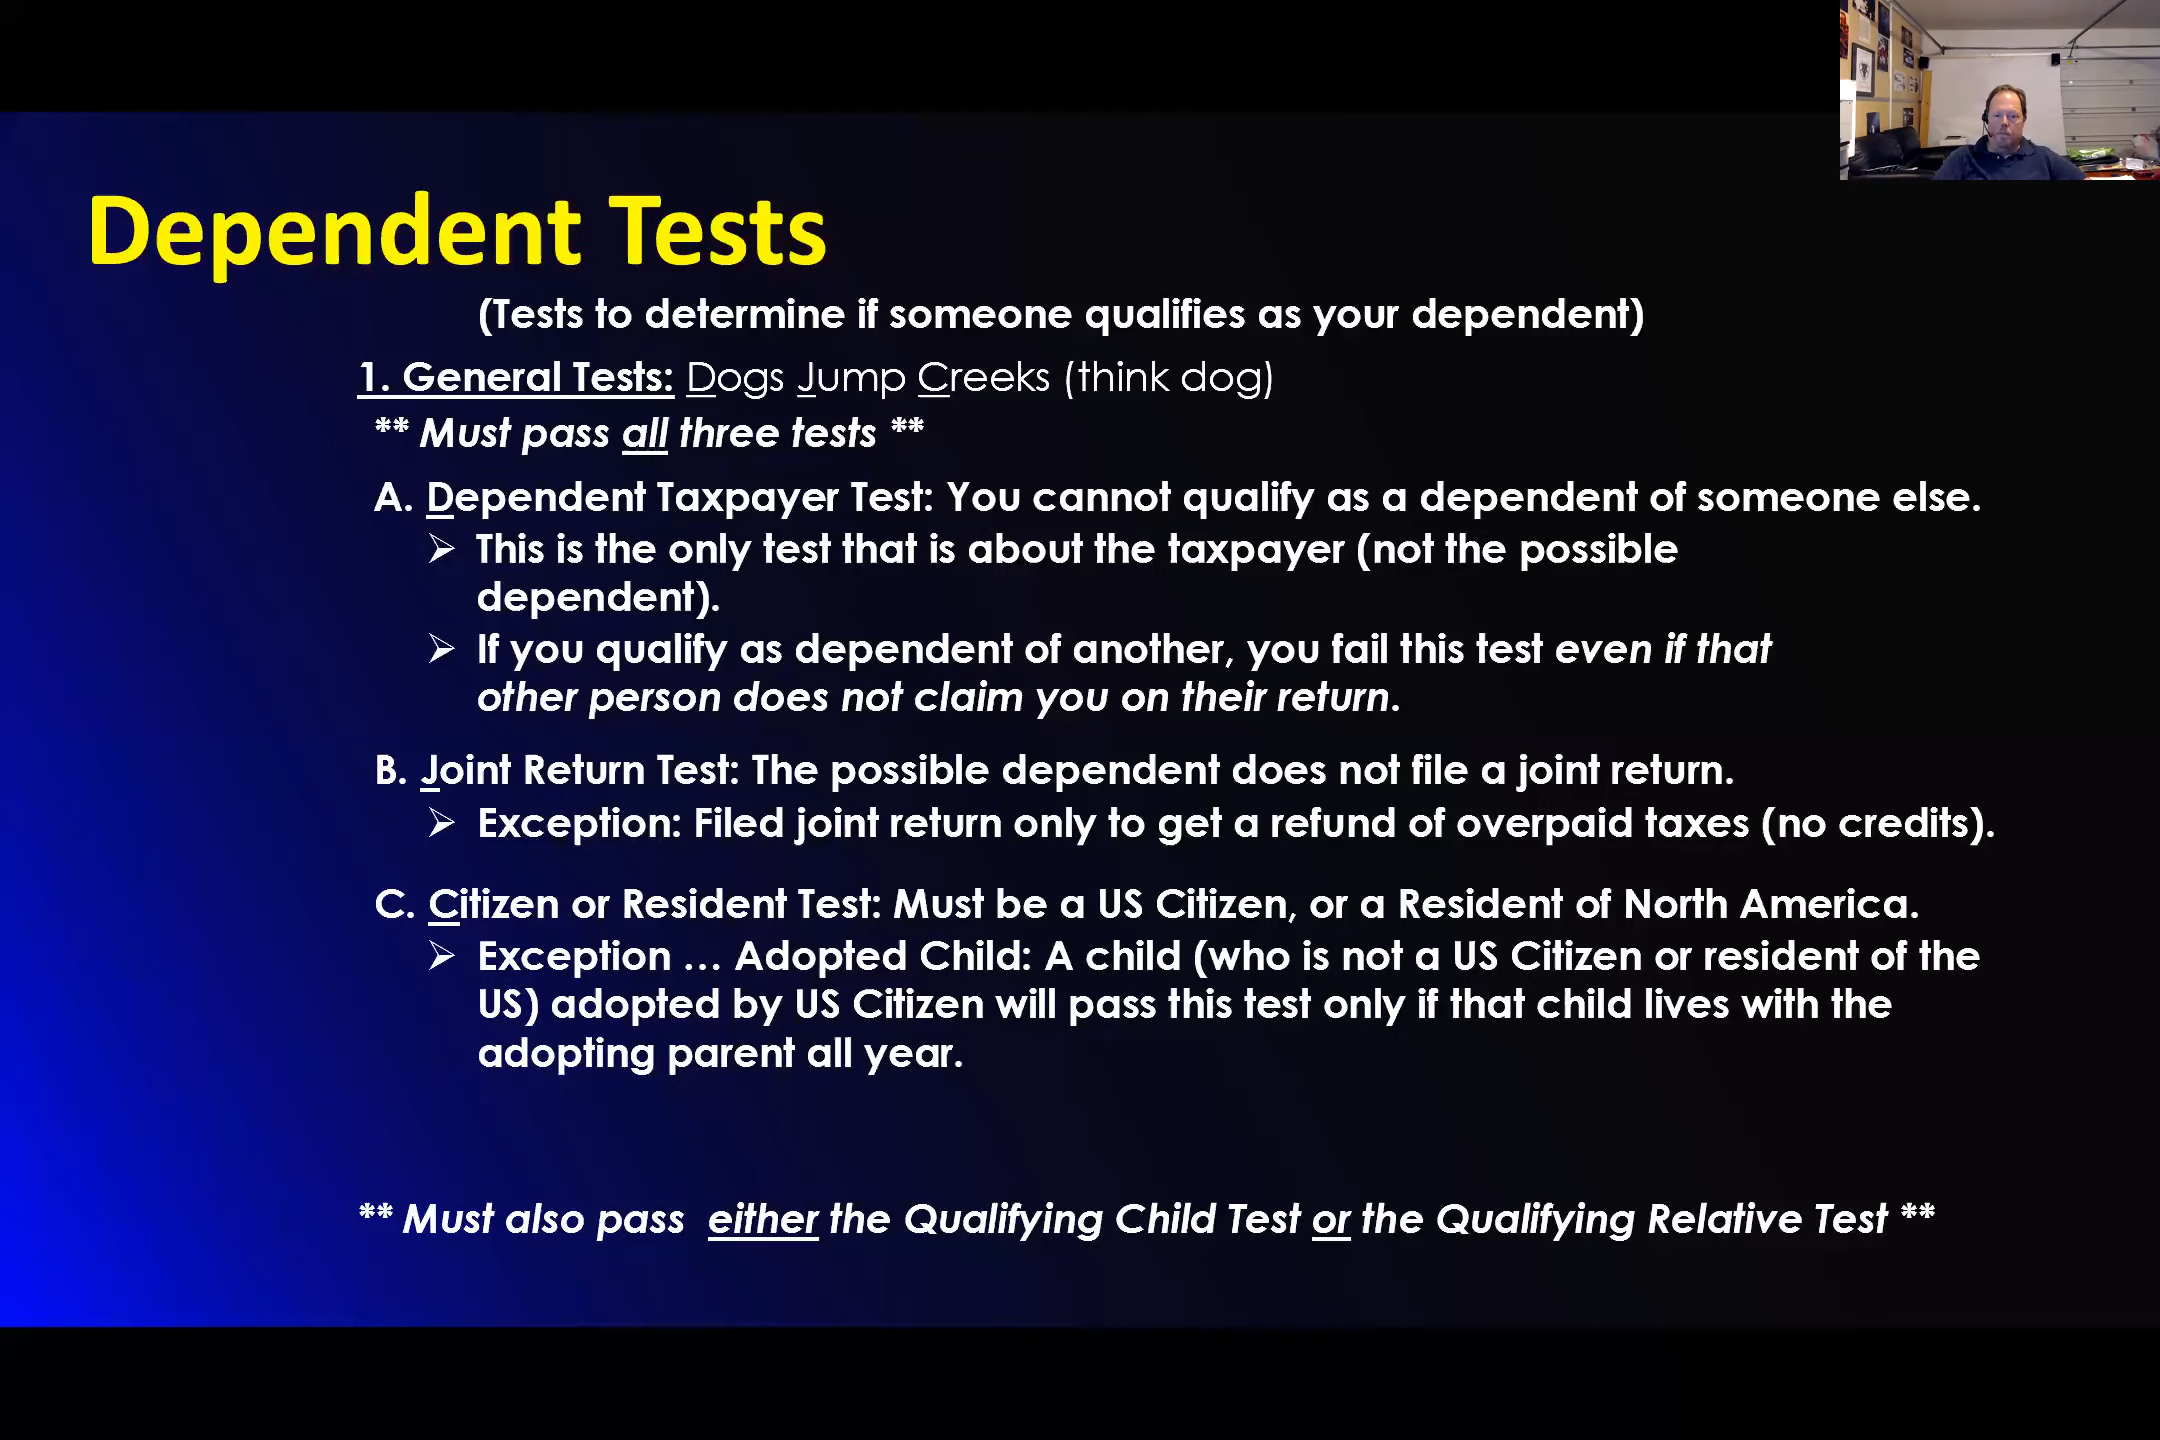 Dependent Tests
(Tests to determine if someone qualifies as your dependent)
1. General Tests: Dogs Jump Creeks (think dog)
** Must pass all three tests **
A. Dependent Taxpayer Test: You cannot qualify as a dependent of someone else.
➢ This is the only test that is about the taxpayer (not the possible
dependent).
➢ If you qualify as dependent of another, you fail this test even if that
other person does not claim you on their return.
B. Joint Return Test: The possible dependent does not file a joint return.
➢ Exception: Filed joint return only to get a refund of overpaid taxes (no credits).
C. Citizen or Resident Test: Must be a US Citizen, or a Resident of North America.
➢ Exception … Adopted Child: A child (who is not a US Citizen or resident of the
US) adopted by US Citizen will pass this test only if that child lives with the
adopting parent all year.
** Must also pass either the Qualifying Child Test or the Qualifying Relative Test **